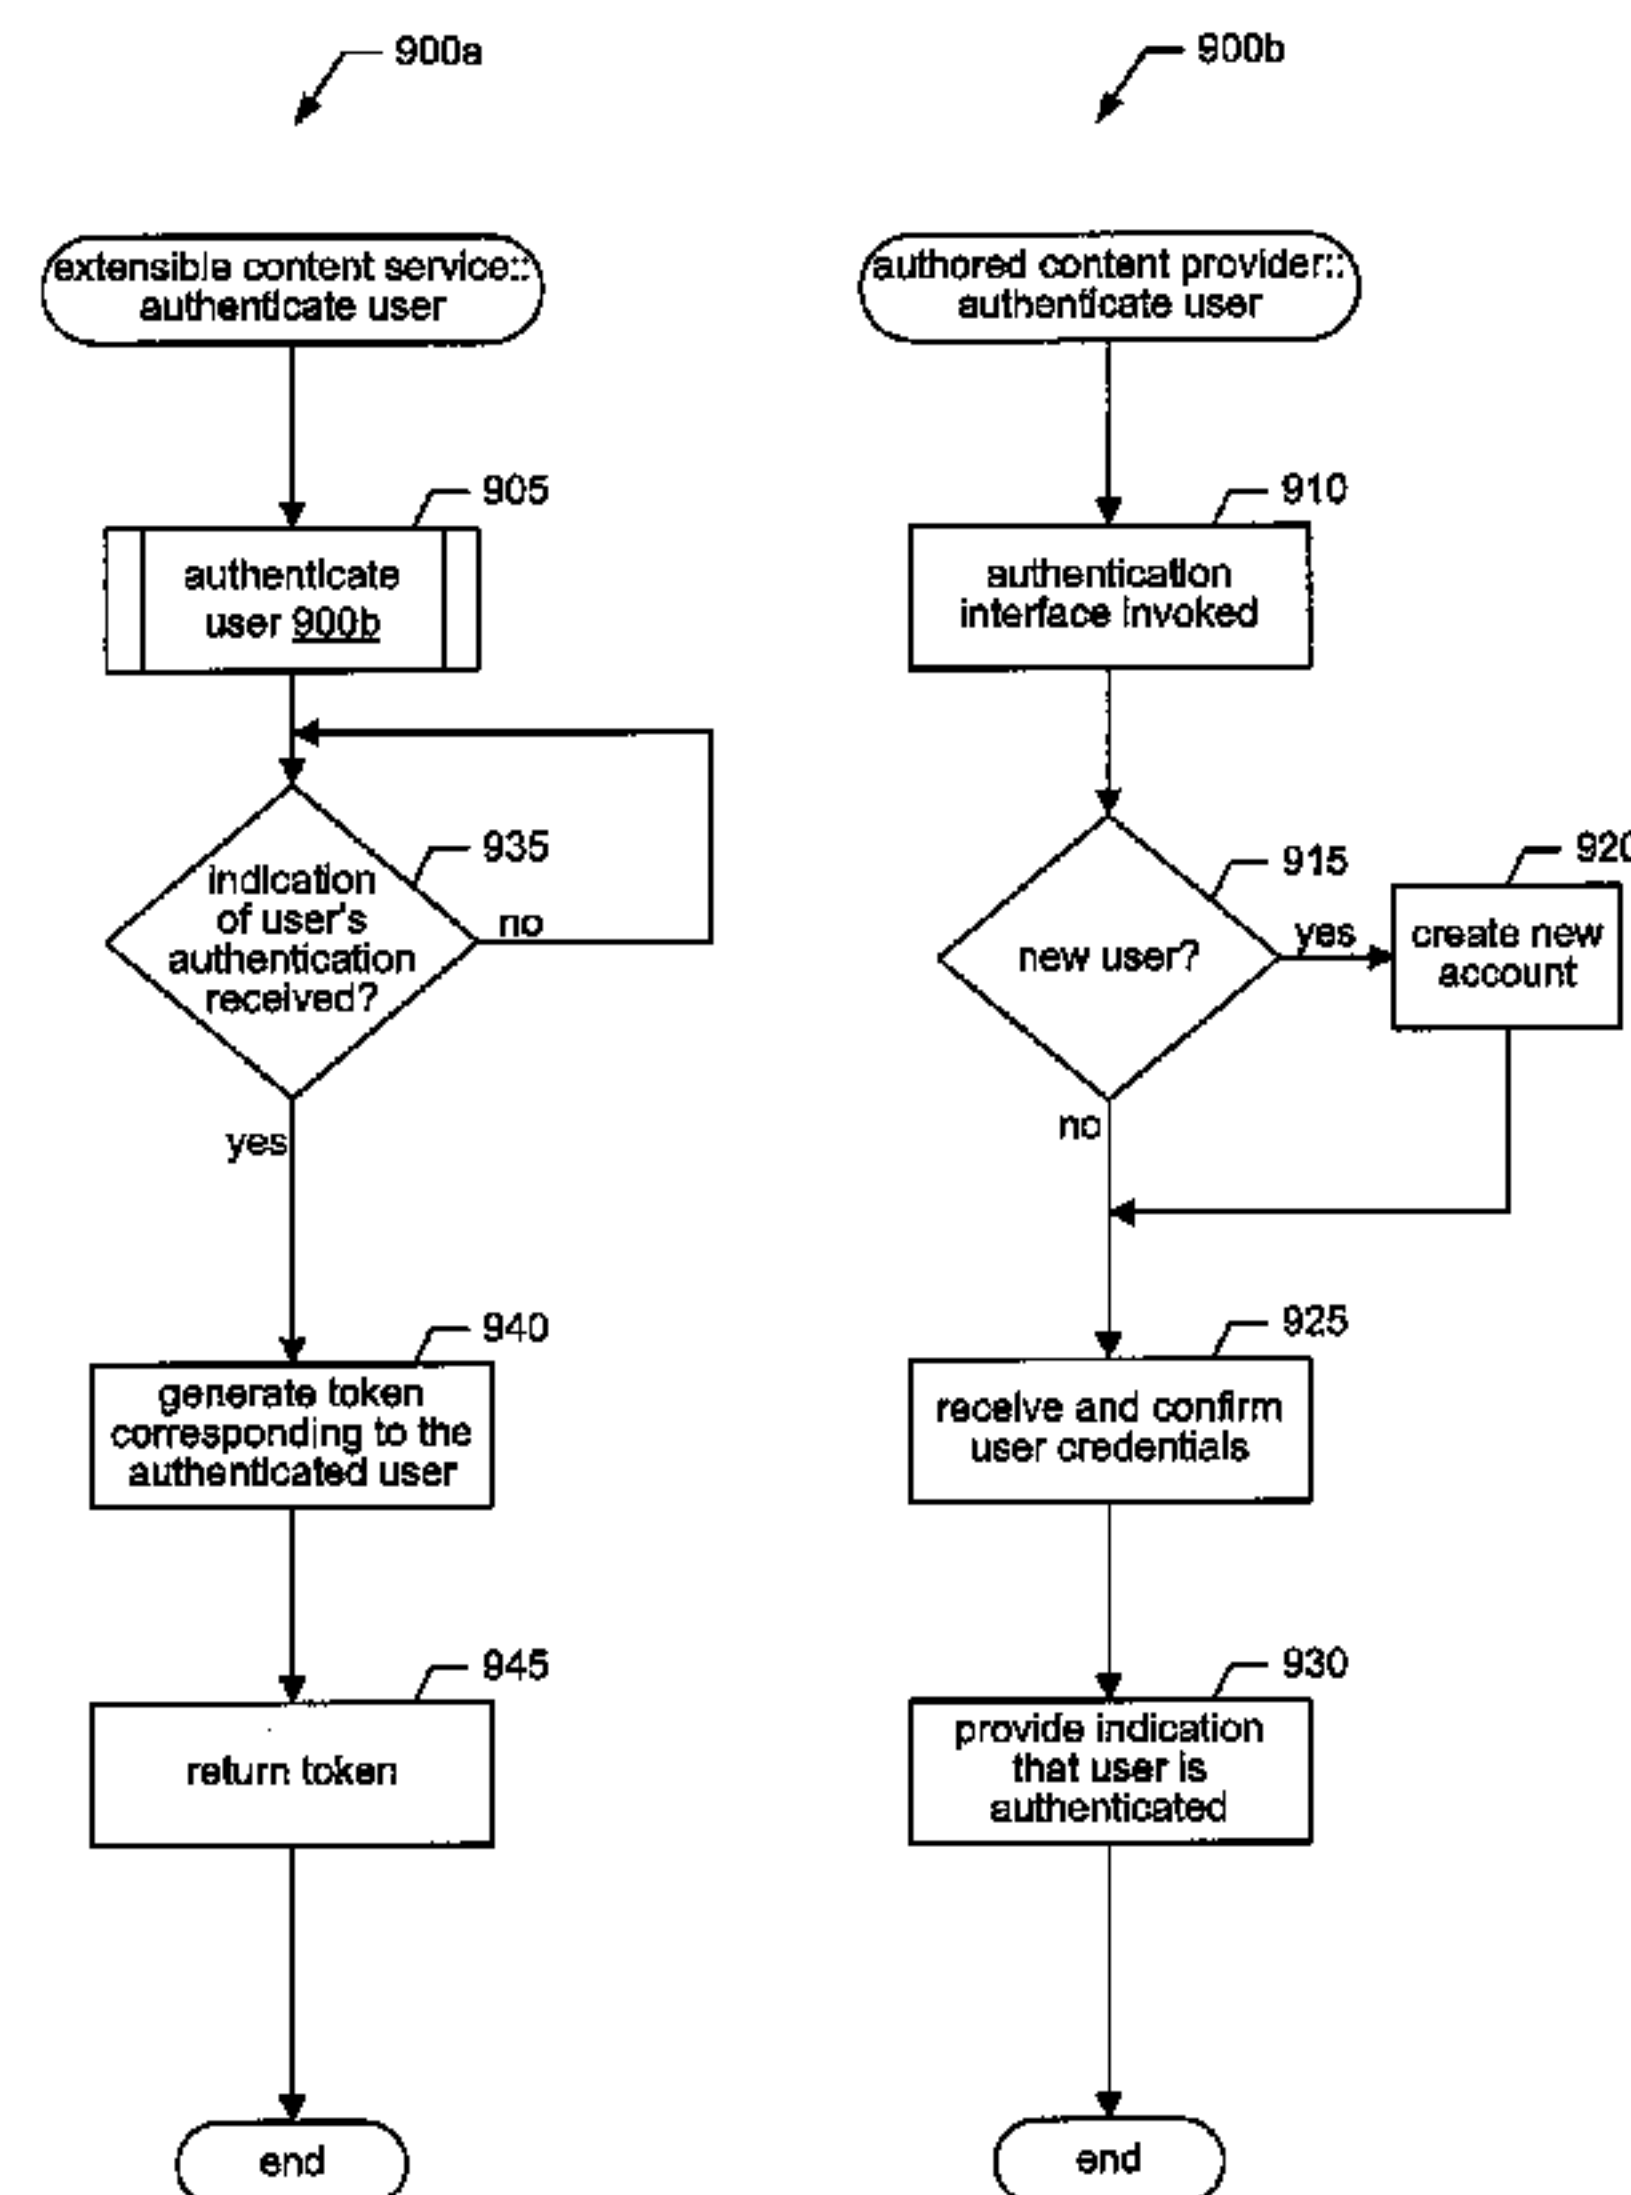 900a
extensible content service::
authenticate user
905
authenticate
user 900b
935
indication
of user's
authentication
received?
no
yes
940
generate token
corresponding to the
authenticated user
945
return token
end
900b
authored content provider::
authenticate user
910
authentication
interface invoked
915
new user?
yes
920
create new
account
no
925
receive and confirm
user credentials
930
provide indication
that user is
authenticated
end